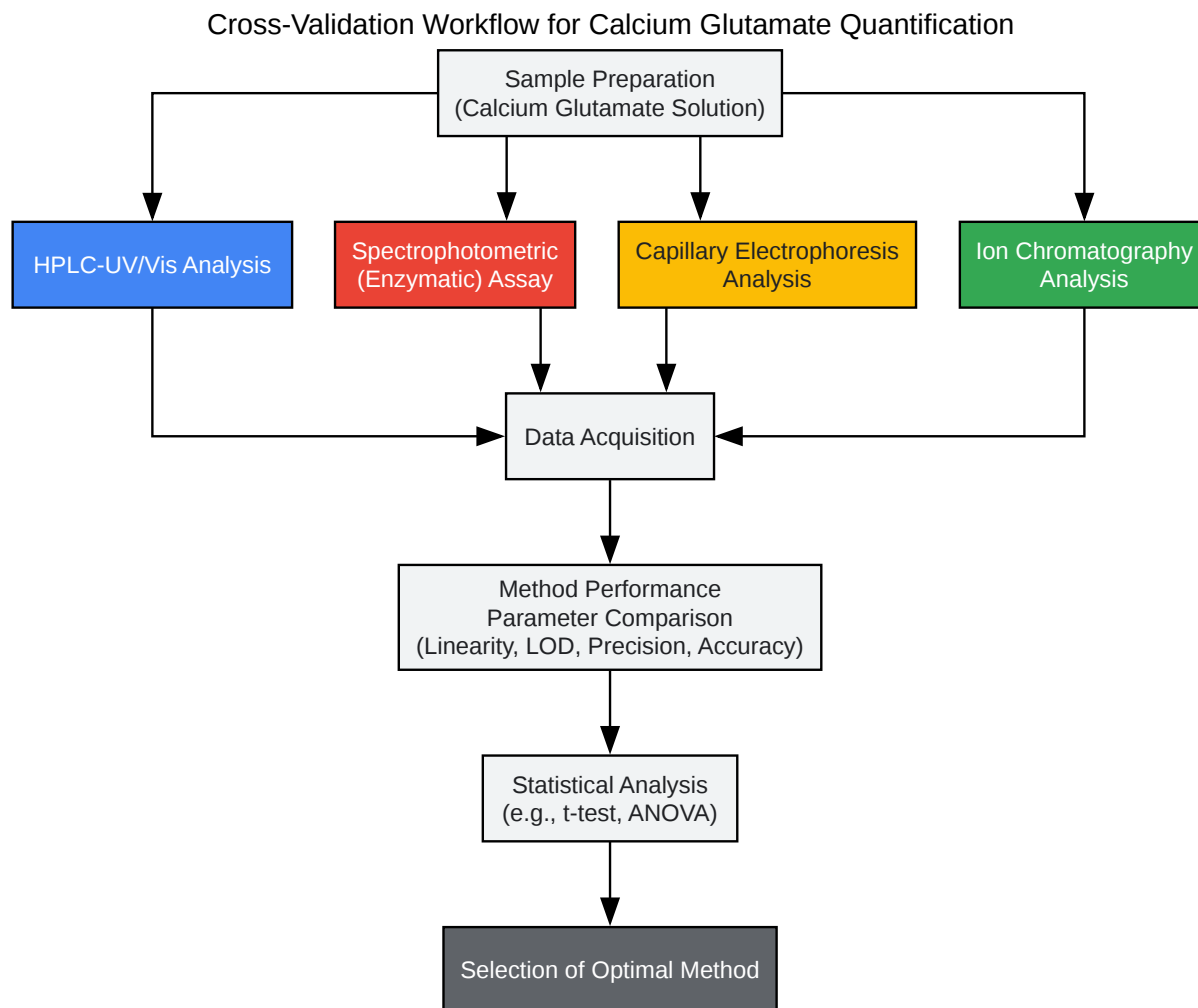 Cross-Validation Workflow for Calcium Glutamate Quantification
Sample Preparation
(Calcium Glutamate Solution)
HPLC-UV/Vis Analysis
Spectrophotometric
(Enzymatic) Assay
Capillary Electrophoresis
Analysis
Ion Chromatography
Analysis
Data Acquisition
Method Performance
Parameter Comparison
(Linearity, LOD, Precision, Accuracy)
Statistical Analysis
(e.g., t-test, ANOVA)
Selection of Optimal Method